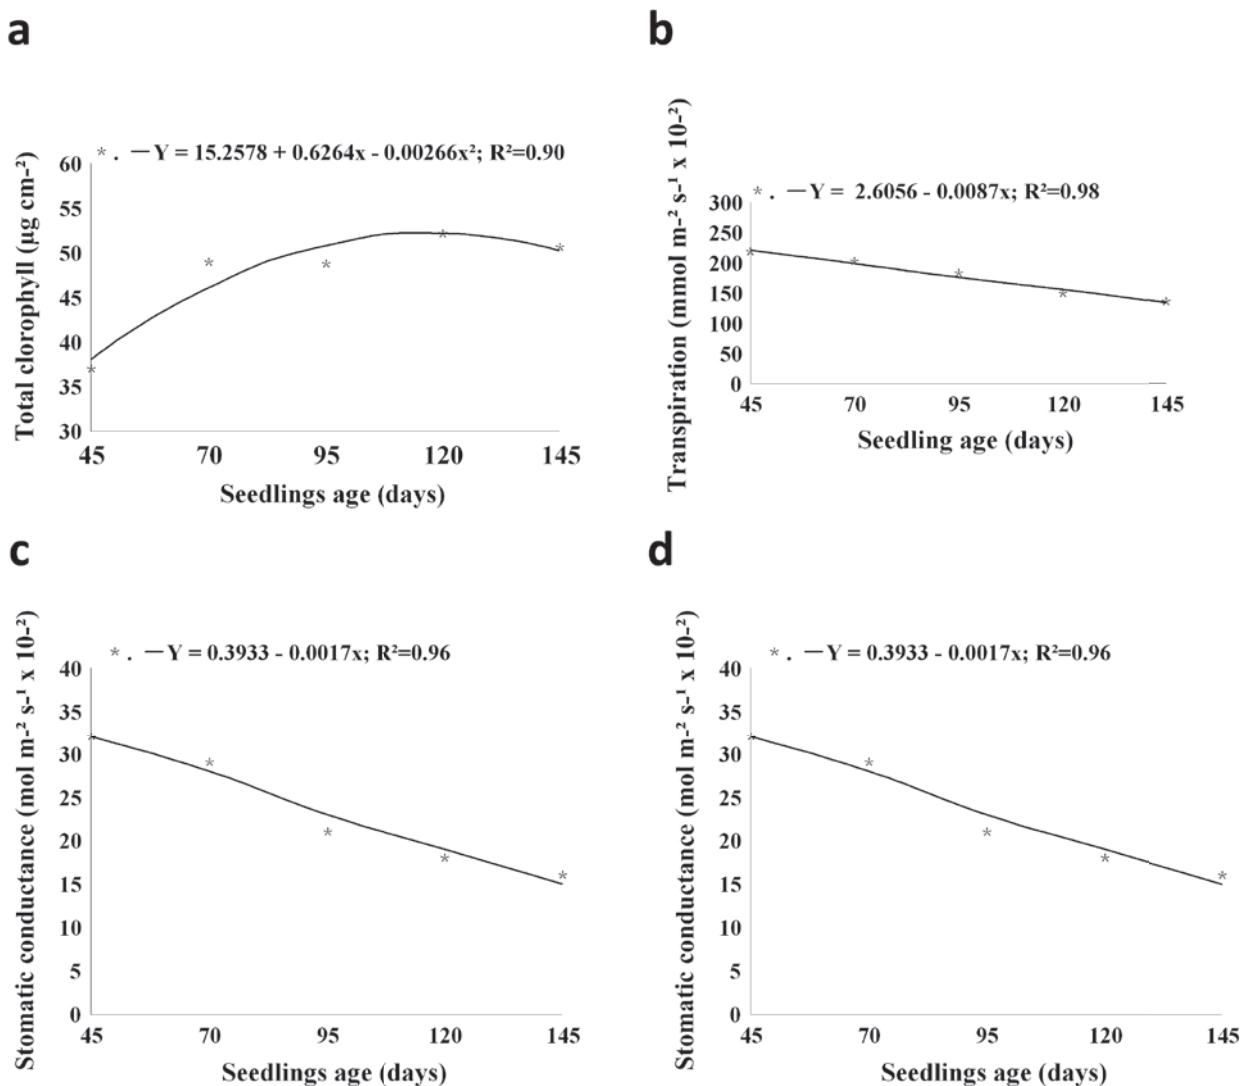 a
* . — Y = 15.2578 + 0.6264x - 0.00266x²; R²=0.90
Total clorophyll (µg cm-²)
60
55
50
45
40
35
30
45 70 95 120 145
Seedlings age (days)
b
* . — Y = 2.6056 - 0.0087x; R²=0.98
Transpiration (mmol m-² s-¹ x 10-²)
300
250
200
150
100
50
0
45 70 95 120 145
Seedling age (days)
c
* . — Y = 0.3933 - 0.0017x; R²=0.96
Stomatic conductance (mol m-² s-¹ x 10-²)
40
35
30
25
20
15
10
5
0
45 70 95 120 145
Seedlings age (days)
d
* . — Y = 0.3933 - 0.0017x; R²=0.96
Stomatic conductance (mol m-² s-¹ x 10-²)
40
35
30
25
20
15
10
5
0
45 70 95 120 145
Seedlings age (days)